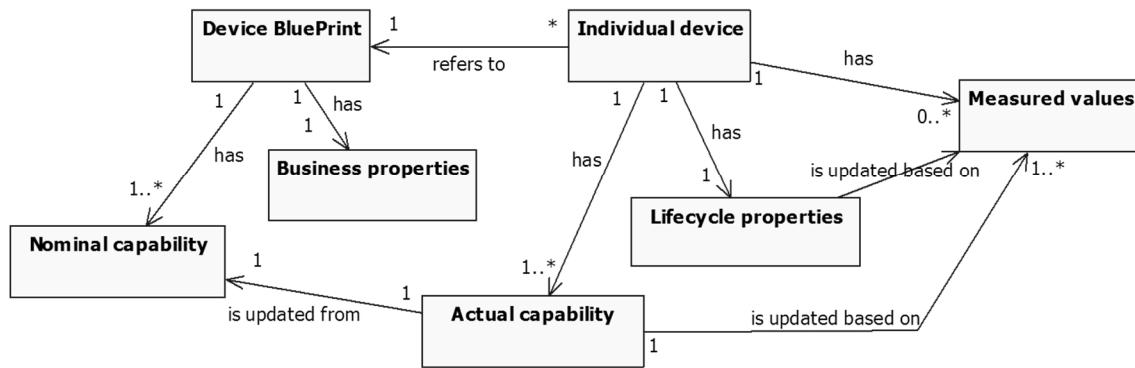 Device BluePrint
1
*
Individual device
refers to
has
1
1
1
1
1
Measured values
has
0..*
has
1
has
has
Business properties
is updated based on
1..*
1..*
1
Lifecycle properties
Nominal capability
1
1..*
1
is updated from
Actual capability
is updated based on
1